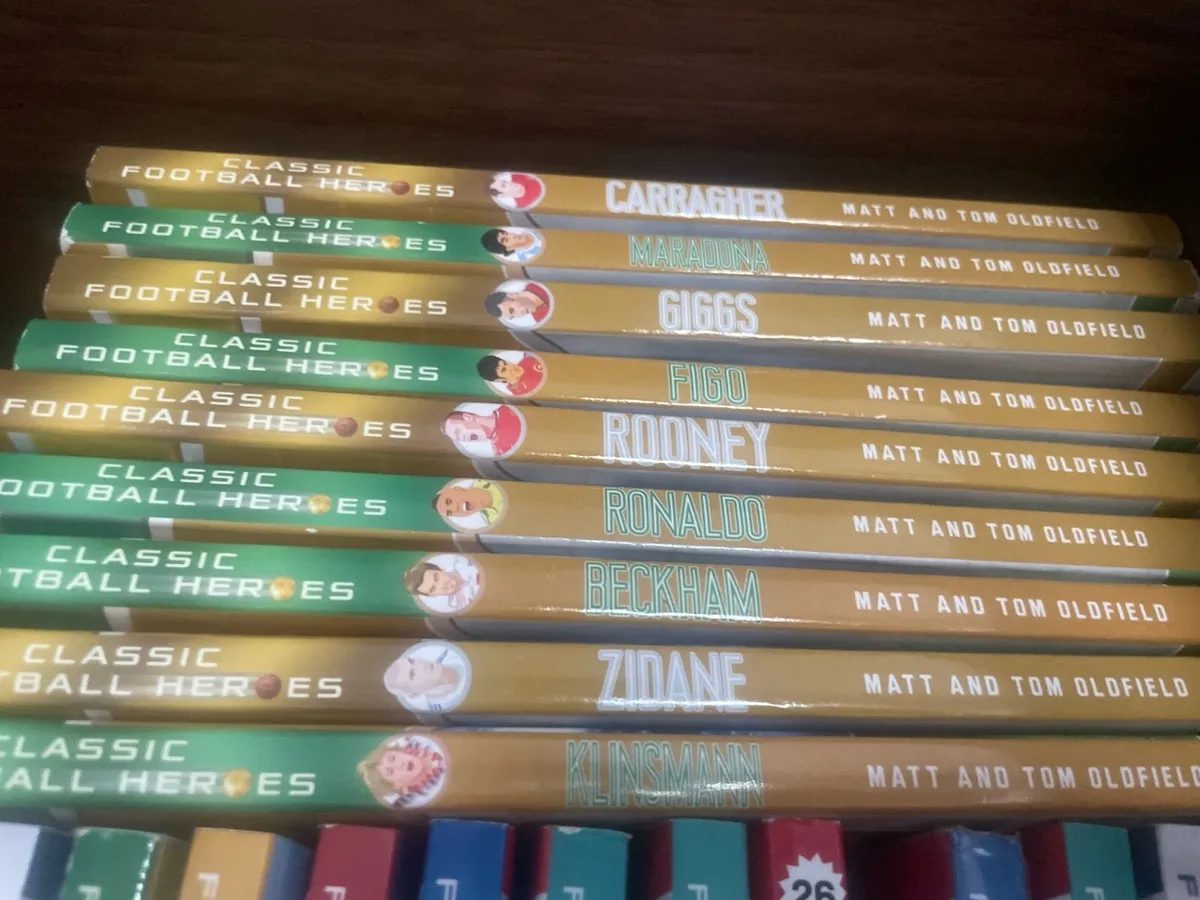 CLASSIC
FOOTBALL HEROES CARRAGHER MATT AND TOM OLDFIELD
CLASSIC
FOOTBALL HEROES MARADONA MATT AND TOM OLDFIELD
CLASSIC
FOOTBALL HEROES GIGGS MATT AND TOM OLDFIELD
CLASSIC
FOOTBALL HEROES FIGO MATT AND TOM OLDFIELD
CLASSIC
FOOTBALL HEROES ROONEY MATT AND TOM OLDFIELD
CLASSIC
OOTBALL HEROES RONALDO MATT AND TOM OLDFIELD
CLASSIC
TBALL HEROES BECKHAM MATT AND TOM OLDFIELD
CLASSIC
TBALL HEROES ZIDANE MATT AND TOM OLDFIELD
CLASSIC
ALL HEROES KLINSMANN MATT AND TOM OLDFIELD
F F F F F F 26 F